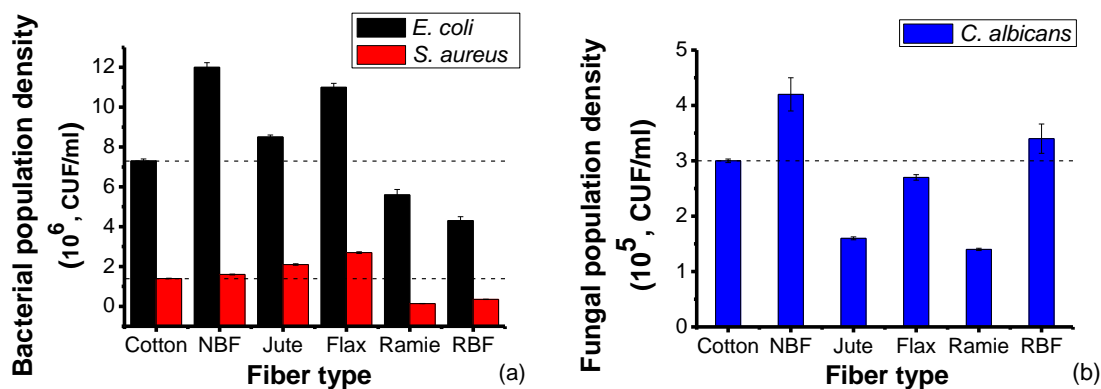 E. coli
S. aureus
Bacterial population density
(10⁶, CUF/ml)
12
10
8
6
4
2
0
Cotton NBF Jute Flax Ramie RBF
Fiber type
(a)
C. albicans
Fungal population density
(10⁵, CUF/ml)
5
4
3
2
1
0
Cotton NBF Jute Flax Ramie RBF
Fiber type
(b)